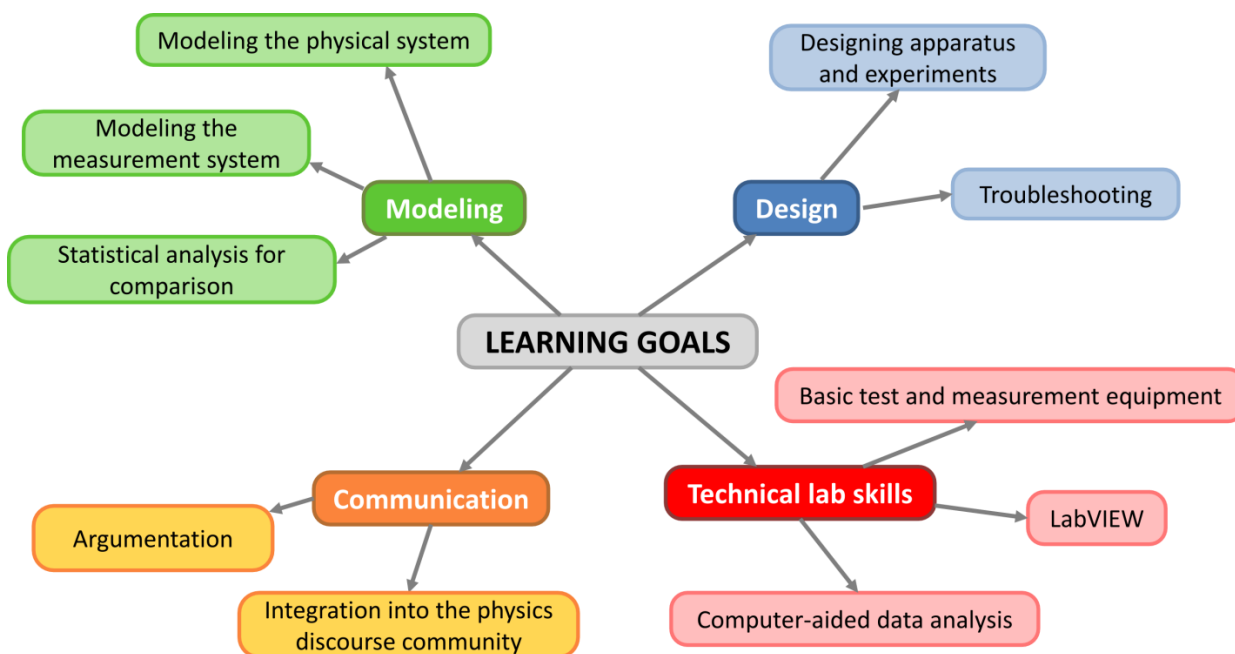 Modeling the physical system
Modeling the
measurement system
Modeling
Statistical analysis for
comparison
Designing apparatus
and experiments
Design
Troubleshooting
LEARNING GOALS
Communication
Argumentation
Integration into the physics
discourse community
Basic test and measurement equipment
Technical lab skills
LabVIEW
Computer-aided data analysis